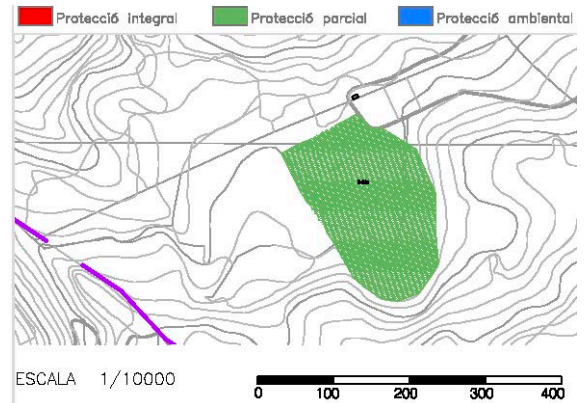 Protecció integral Protecció parcial Protecció ambiental
ESCALA 1/10000
0 100 200 300 400